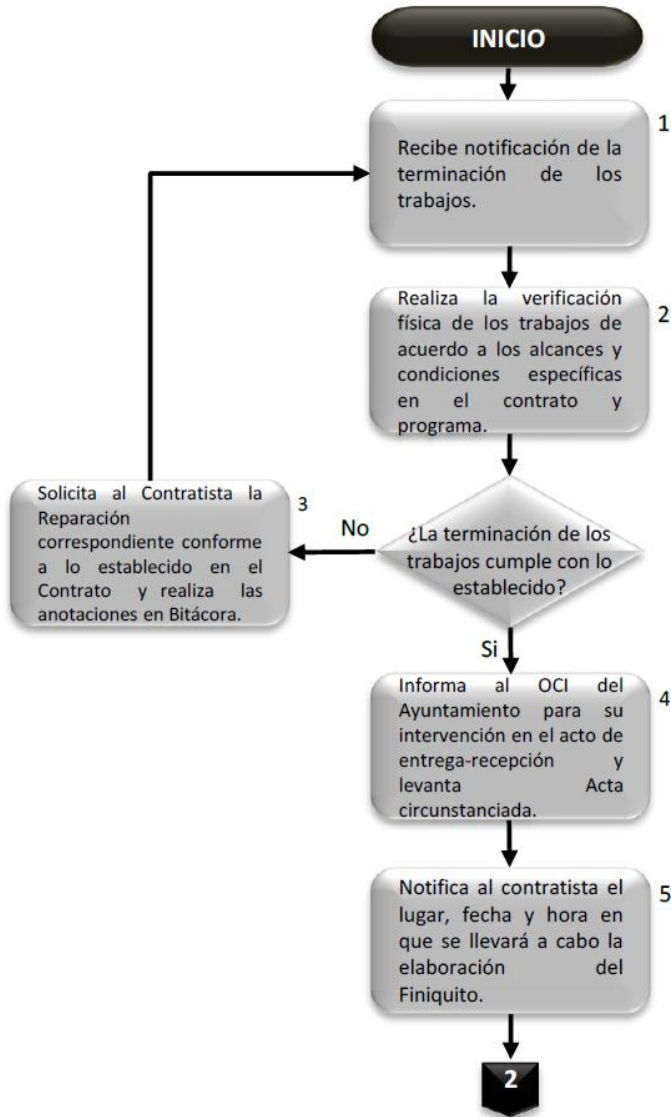 INICIO
1
Recibe notificación de la
terminación de los
trabajos.
Realiza la verificación
física de los trabajos de
acuerdo a los alcances y
condiciones específicas
en el contrato y
programa.
2
¿La terminación de los
trabajos cumple con lo
establecido?
No
Solicita al Contratista la
Reparación
correspondiente conforme
a lo establecido en el
Contrato y realiza las
anotaciones en Bitácora.
3
Si
Informa al OCI del
Ayuntamiento para su
intervención en el acto de
entrega-recepción y
levanta Acta
circunstanciada.
4
Notifica al contratista el
lugar, fecha y hora en
que se llevará a cabo la
elaboración del
Finiquito.
5
2